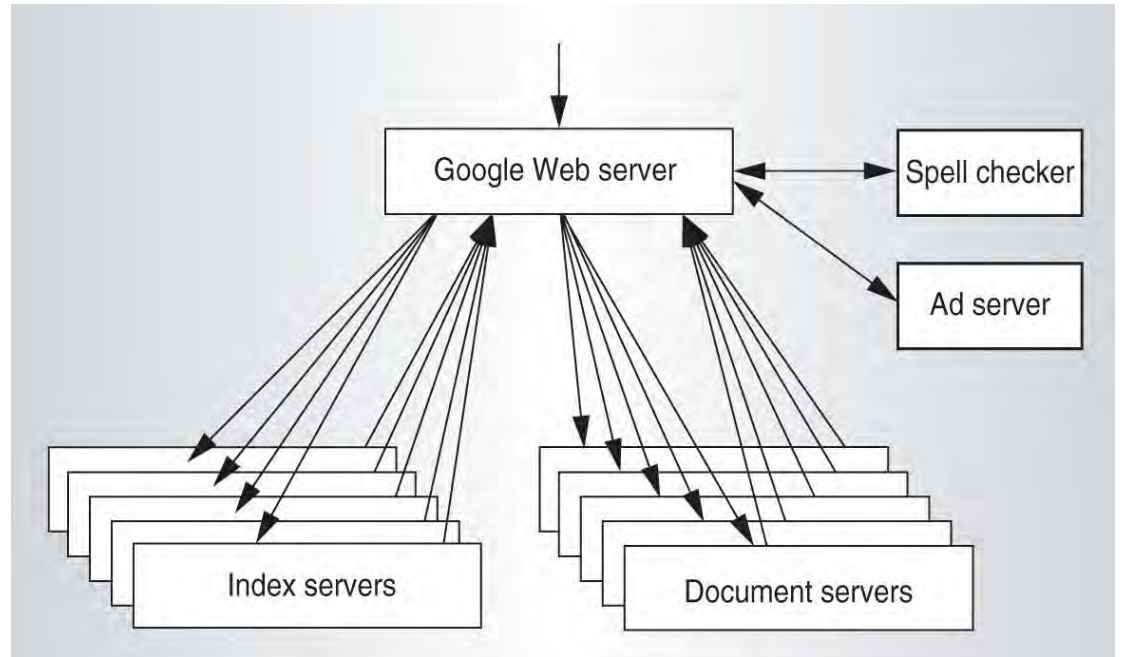 Google Web server
Spell checker
Ad server
Index servers
Document servers